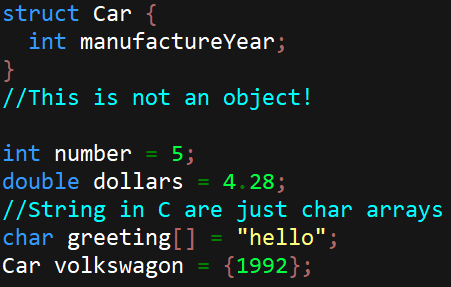 struct Car {
  int manufactureYear;
}
//This is not an object!

int number = 5;
double dollars = 4.28;
//String in C are just char arrays
char greeting[] = "hello";
Car volkswagon = {1992};